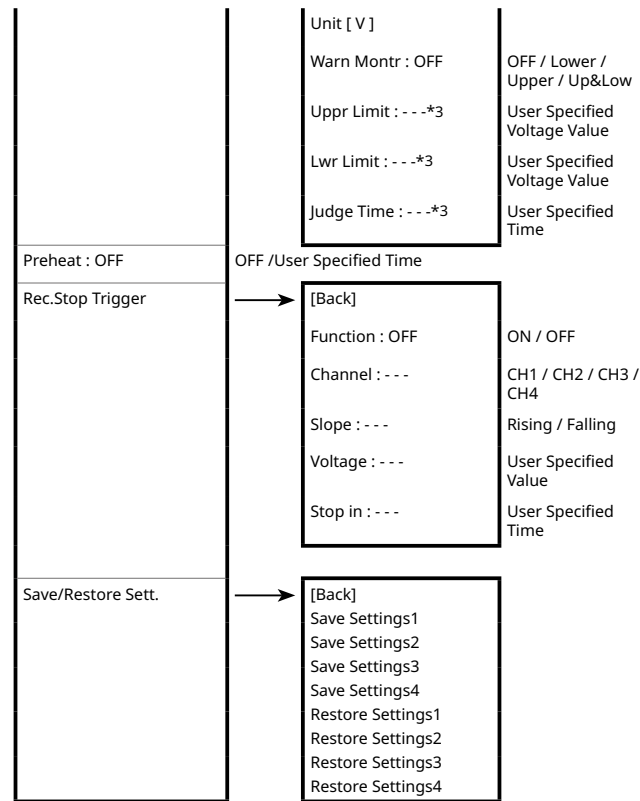 Unit [ V ]
Warn Montr : OFF
OFF / Lower /
Upper / Up&Low
Uppr Limit : - - -*3
User Specified
Voltage Value
Lwr Limit : - - -*3
User Specified
Voltage Value
Judge Time : - - -*3
User Specified
Time
Preheat : OFF
OFF /User Specified Time
Rec.Stop Trigger
[Back]
Function : OFF
ON / OFF
Channel : - - -
CH1 / CH2 / CH3 /
CH4
Slope : - - -
Rising / Falling
Voltage : - - -
User Specified
Value
Stop in : - - -
User Specified
Time
Save/Restore Sett.
[Back]
Save Settings1
Save Settings2
Save Settings3
Save Settings4
Restore Settings1
Restore Settings2
Restore Settings3
Restore Settings4